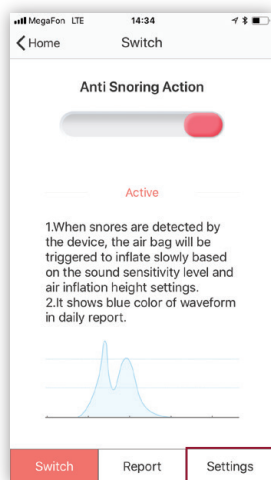 MegaFon LTE 14:34
Home Switch
Anti Snoring Action
Active
1.When snores are detected by
the device, the air bag will be
triggered to inflate slowly based
on the sound sensitivity level and
air inflation height settings.
2.It shows blue color of waveform
in daily report.
Switch Report Settings